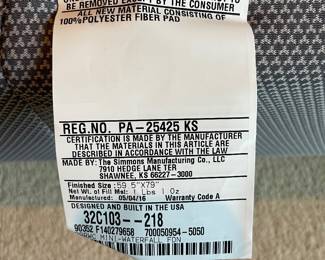 BE REMOVED EXCEPT BY THE CONSUMER
ALL NEW MATERIAL CONSISTING OF
100%POLYESTER FIBER PAD
REG.NO. PA-25425 KS
CERTIFICATION IS MADE BY THE MANUFACTURER
THAT THE MATERIALS IN THIS ARTICLE ARE
DESCRIBED IN ACCORDANCE WITH THE LAW
MADE BY: The Simmons Manufacturing Co., LLC
7910 HEDGE LANE TER
SHAWNEE, KS 66227-3000
Finished Size: 59.5"X79"
Net Wt. of Fill Mat: 1 Lbs 1 Oz
Manufactured: 05/04/16 Warranty Code A
DESIGNED AND BUILT IN THE USA
32C103--218
90352 F140279658 700050954-5050
MINI-WATERFALL FDN